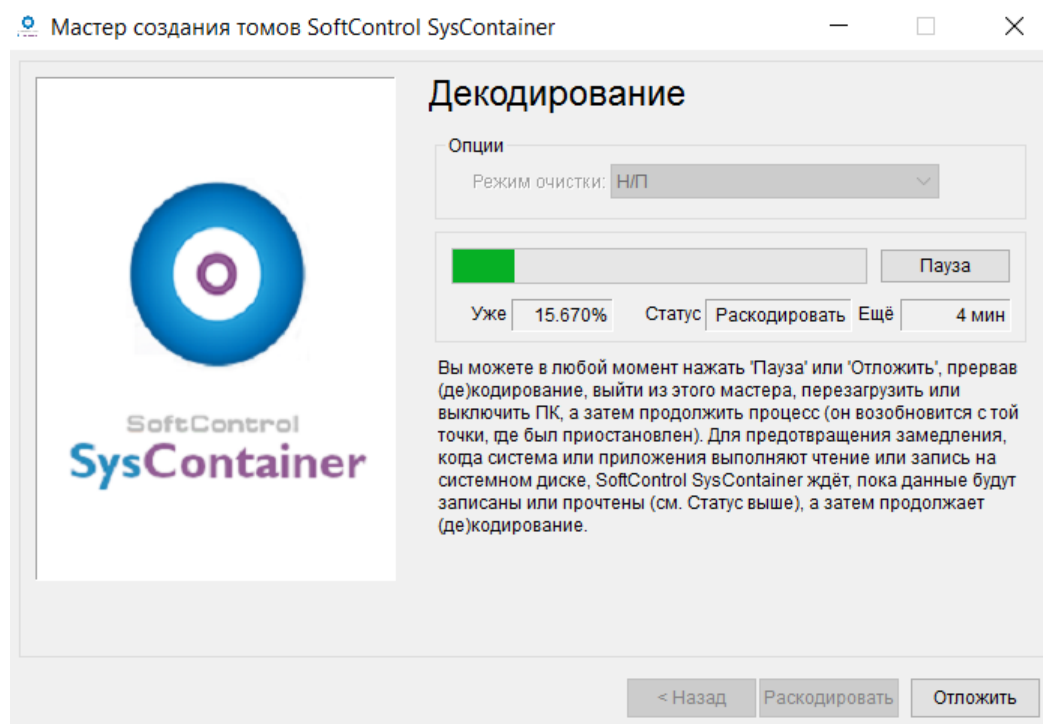 Мастер создания томов SoftControl SysContainer
Декодирование
Опции
Режим очистки: Н/П
Пауза
Уже 15.670% Статус Раскодировать Ещё 4 мин
Вы можете в любой момент нажать 'Пауза' или 'Отложить', прервав
(де)кодирование, выйти из этого мастера, перезагрузить или
выключить ПК, а затем продолжить процесс (он возобновится с той
точки, где был приостановлен). Для предотвращения замедления,
когда система или приложения выполняют чтение или запись на
системном диске, SoftControl SysContainer ждёт, пока данные будут
записаны или прочтены (см. Статус выше), а затем продолжает
(де)кодирование.
SoftControl
SysContainer
< Назад Раскодировать Отложить